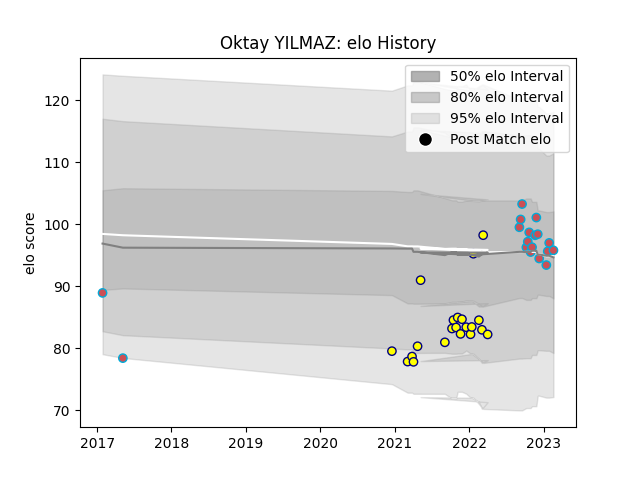 Oktay YILMAZ: elo History
50% elo Interval
80% elo Interval
95% elo Interval
Post Match elo
elo score
120
110
100
90
80
70
2017 2018 2019 2020 2021 2022 2023